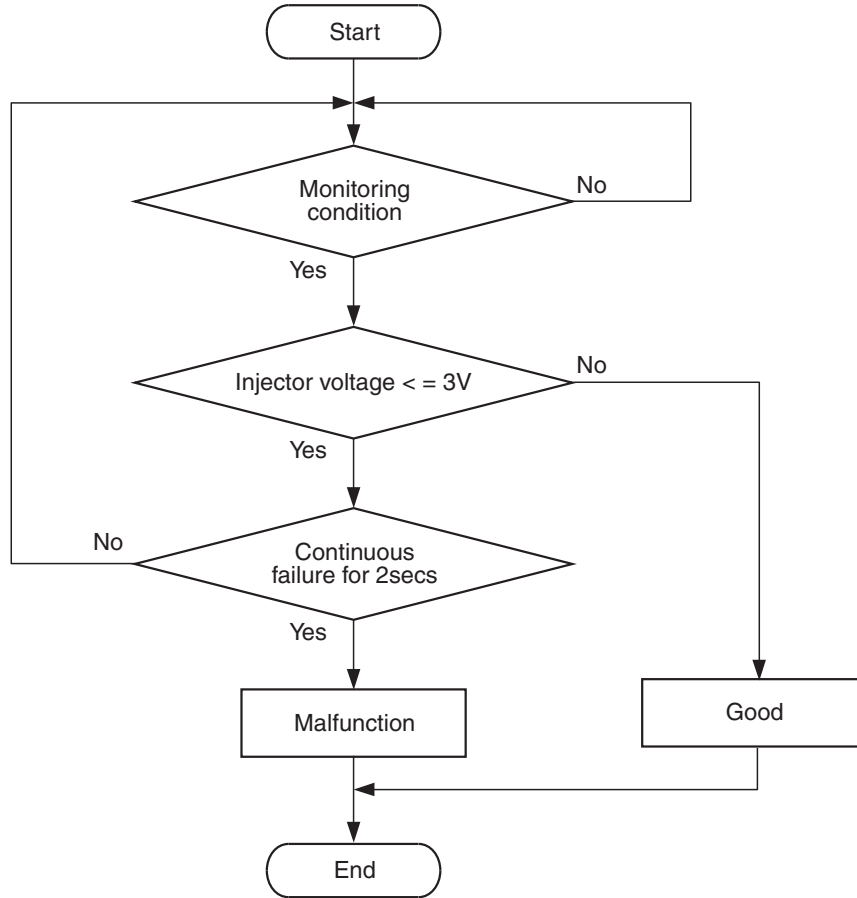 Start
Monitoring
condition
No
Yes
Injector voltage < = 3V
No
Yes
No
Continuous
failure for 2secs
Yes
Malfunction
Good
End